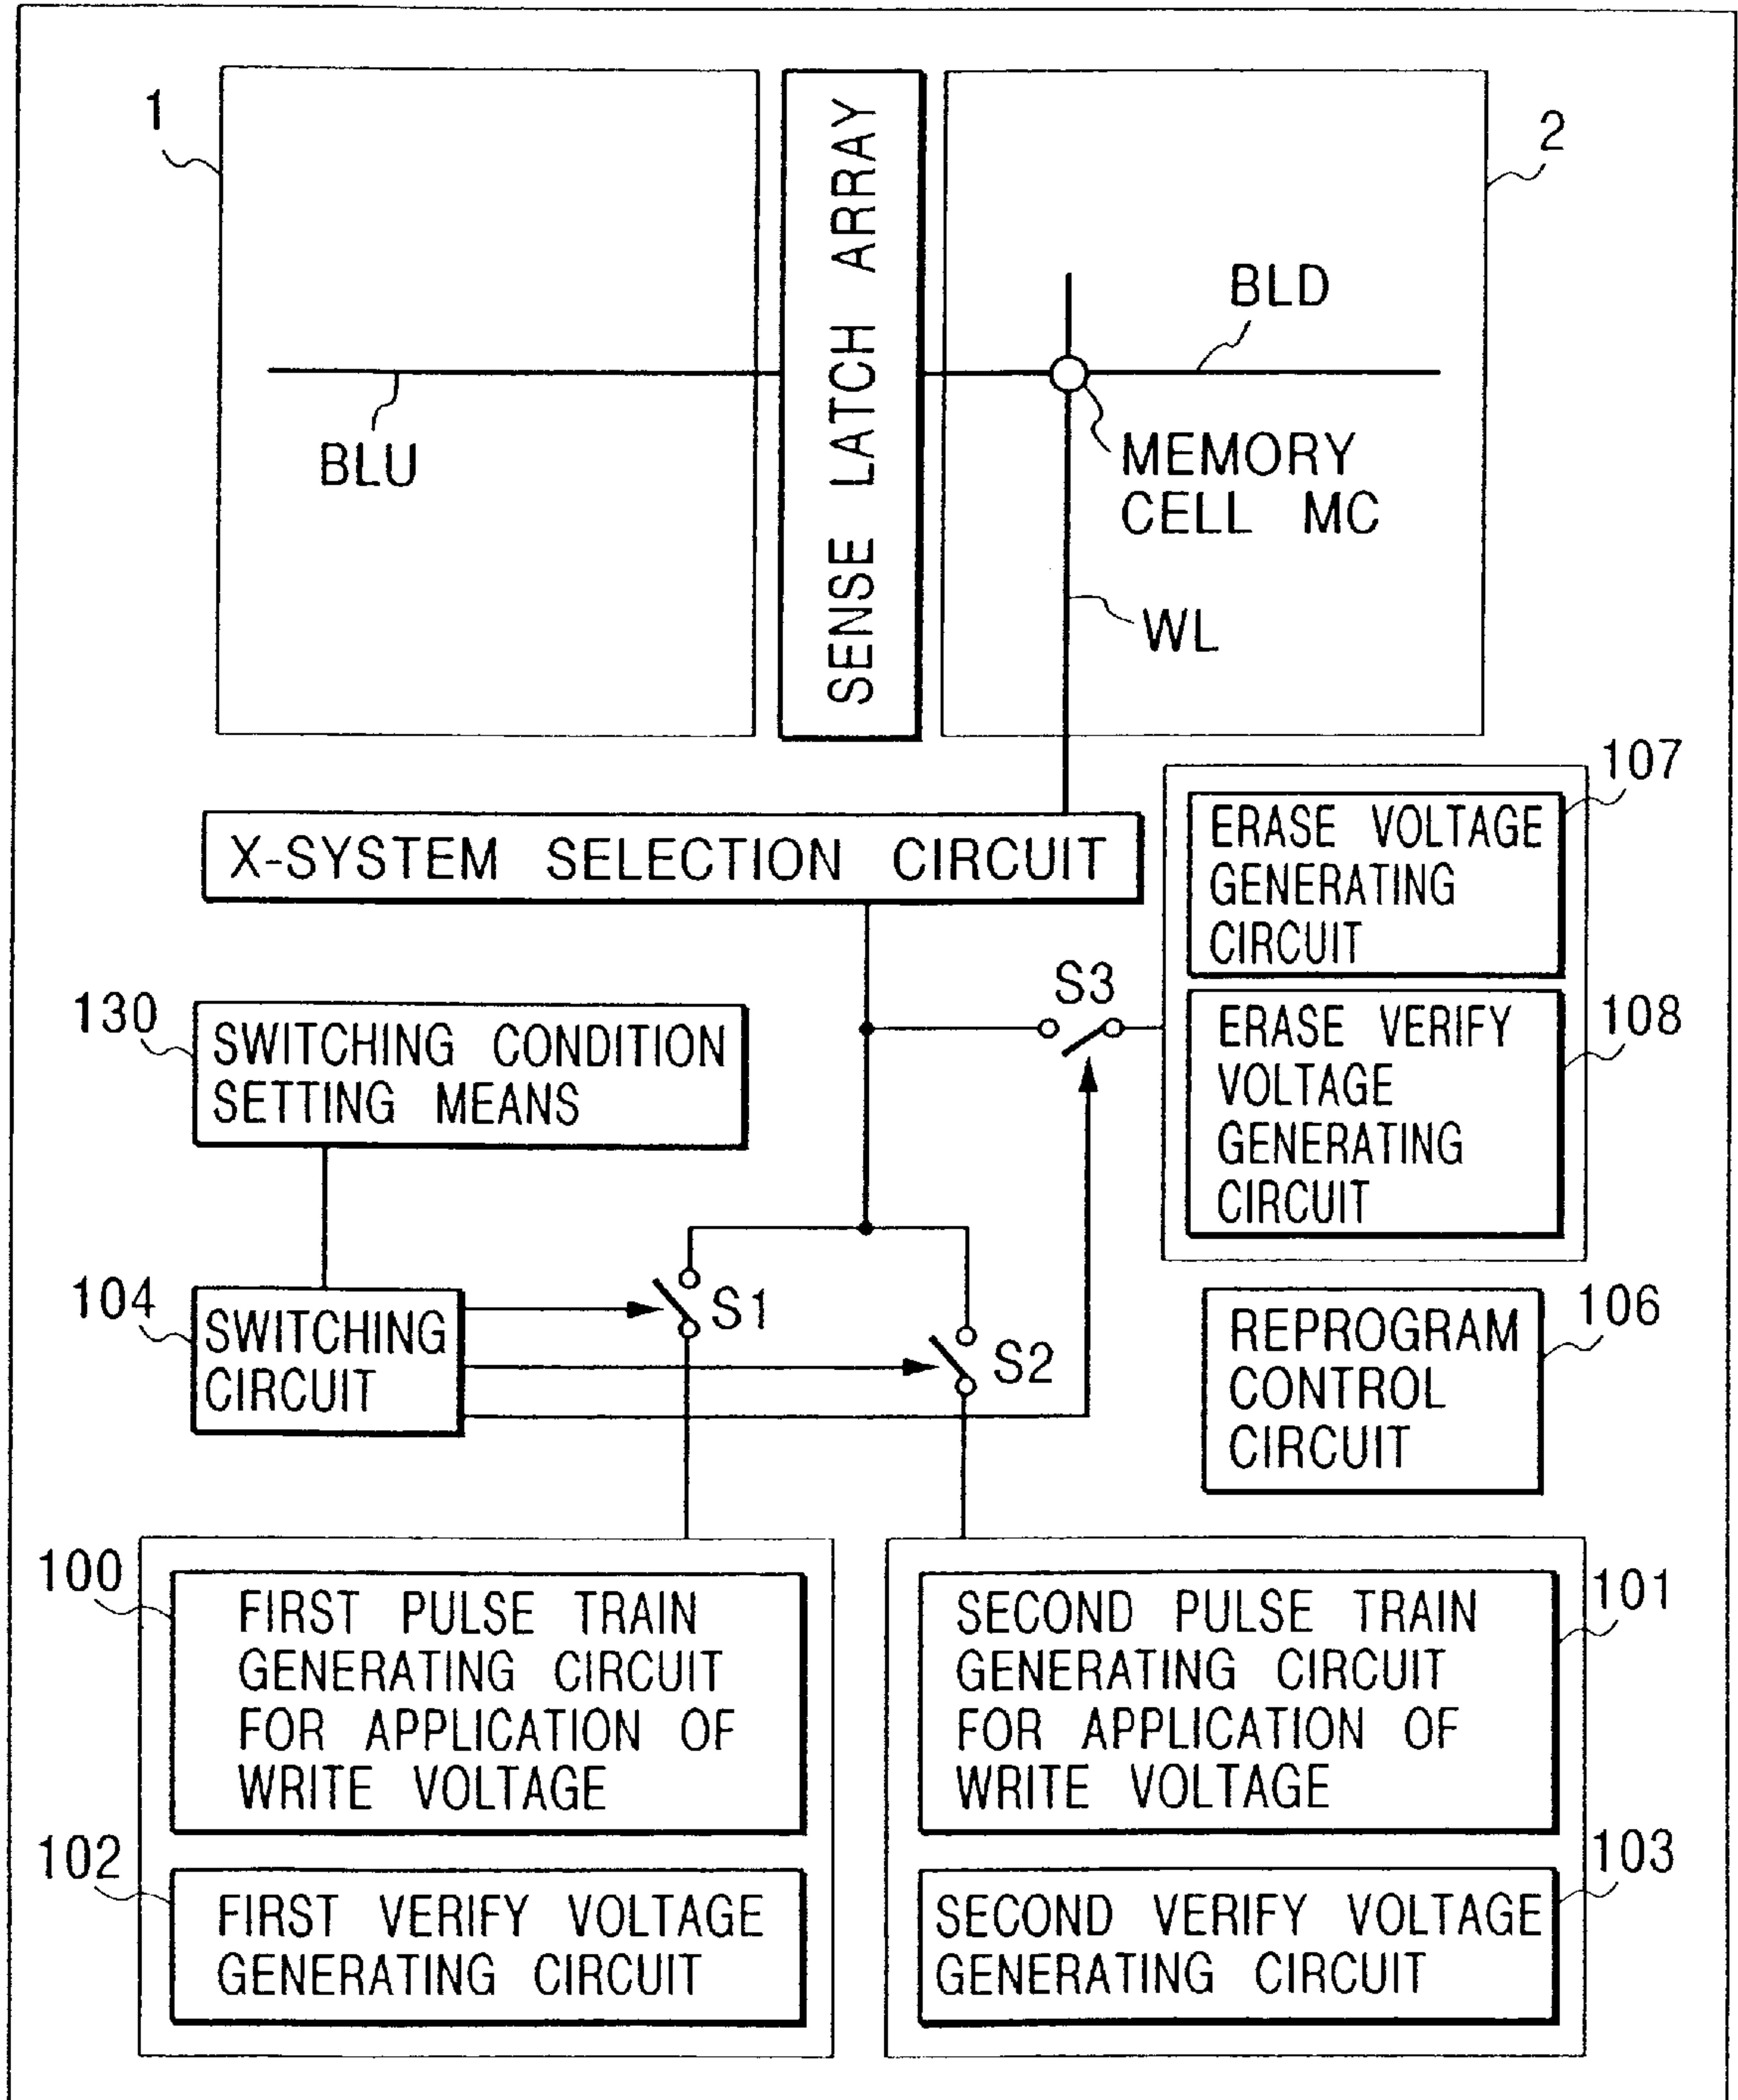 1
2
SENSE LATCH ARRAY
BLD
BLU
MEMORY
CELL MC
WL
107
ERASE VOLTAGE
GENERATING
CIRCUIT
X-SYSTEM SELECTION CIRCUIT
S3
130
SWITCHING CONDITION
SETTING MEANS
108
ERASE VERIFY
VOLTAGE
GENERATING
CIRCUIT
104
SWITCHING
CIRCUIT
S1
S2
106
REPROGRAM
CONTROL
CIRCUIT
100
FIRST PULSE TRAIN
GENERATING CIRCUIT
FOR APPLICATION OF
WRITE VOLTAGE
101
SECOND PULSE TRAIN
GENERATING CIRCUIT
FOR APPLICATION OF
WRITE VOLTAGE
102
FIRST VERIFY VOLTAGE
GENERATING CIRCUIT
103
SECOND VERIFY VOLTAGE
GENERATING CIRCUIT